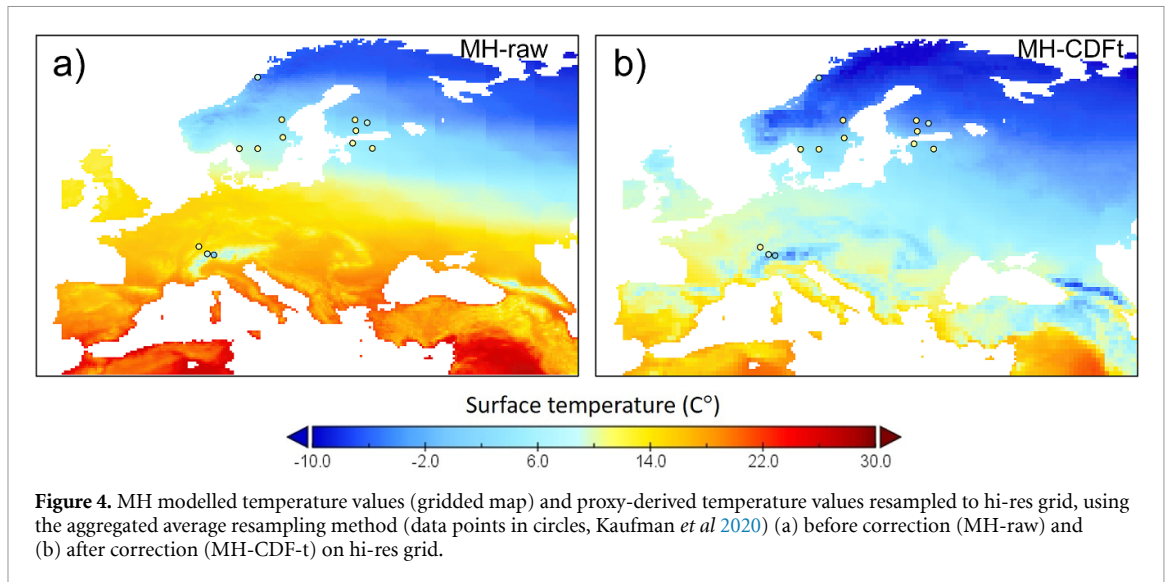 a)
MH-raw
b)
MH-CDFt
Surface temperature (C°)
-10.0 -2.0 6.0 14.0 22.0 30.0
Figure 4. MH modelled temperature values (gridded map) and proxy-derived temperature values resampled to hi-res grid, using
the aggregated average resampling method (data points in circles, Kaufman et al 2020) (a) before correction (MH-raw) and
(b) after correction (MH-CDF-t) on hi-res grid.